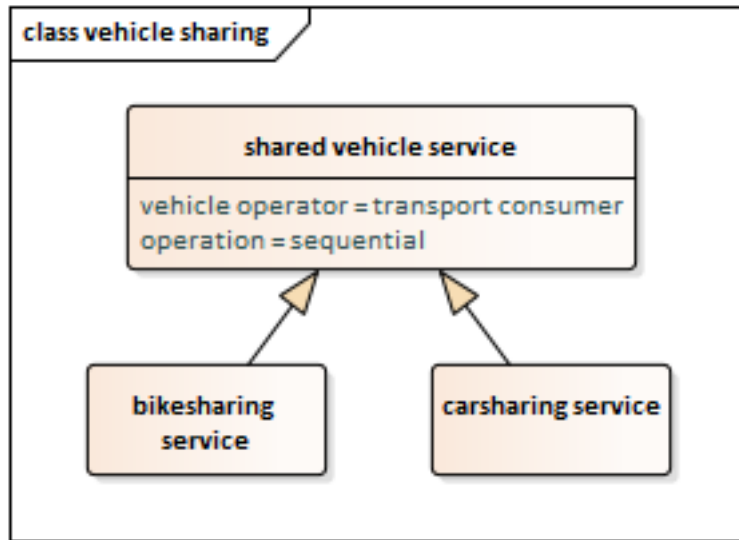 class vehicle sharing
shared vehicle service
vehicle operator = transport consumer
operation = sequential
bikesharing
service
carsharing service